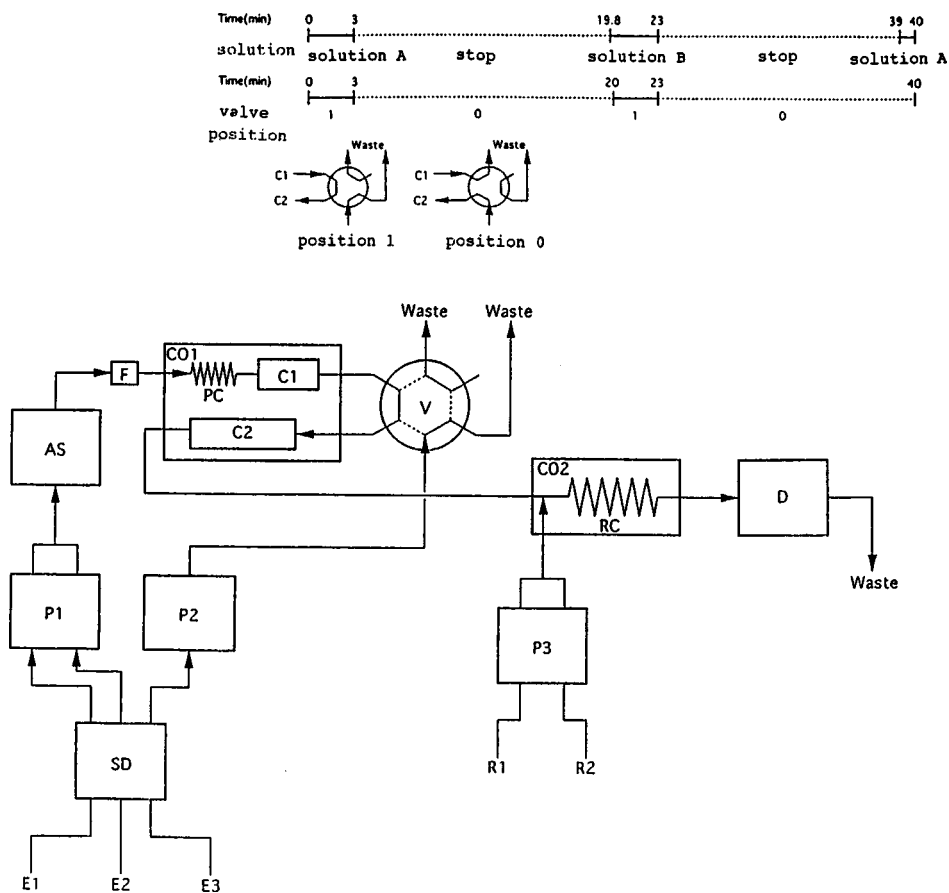 Time(min) 0 3 19.8 23 39 40
solution solution A stop solution B stop solution A
Time(min) 0 3 20 23 40
valve position 1 0 1 0
Waste Waste
C1 C1
C2 C2
position 1 position 0
Waste Waste
CO1
F PC C1
V
AS C2
CO2
RC D
Waste
P1 P2 P3
SD R1 R2
E1 E2 E3